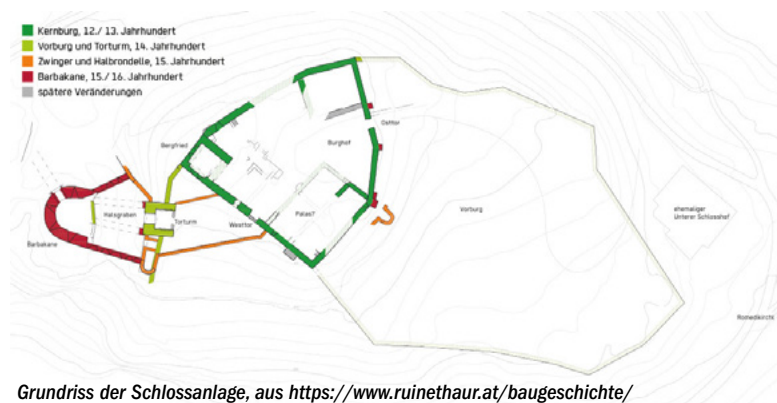 Kernburg, 12./ 13. Jahrhundert
Vorburg und Torturm, 14. Jahrhundert
Zwinger und Halbrondelle, 15. Jahrhundert
Barbakane, 15./ 16. Jahrhundert
spätere Veränderungen
Osttor
Bergfried
Burghof
Vorburg
ehemaliger
Unterer Schlosshof
Halsgraben
Torturm
Westtor
Palas?
Barbakane
Romedikirche
Grundriss der Schlossanlage, aus https://www.ruinethaur.at/baugeschichte/